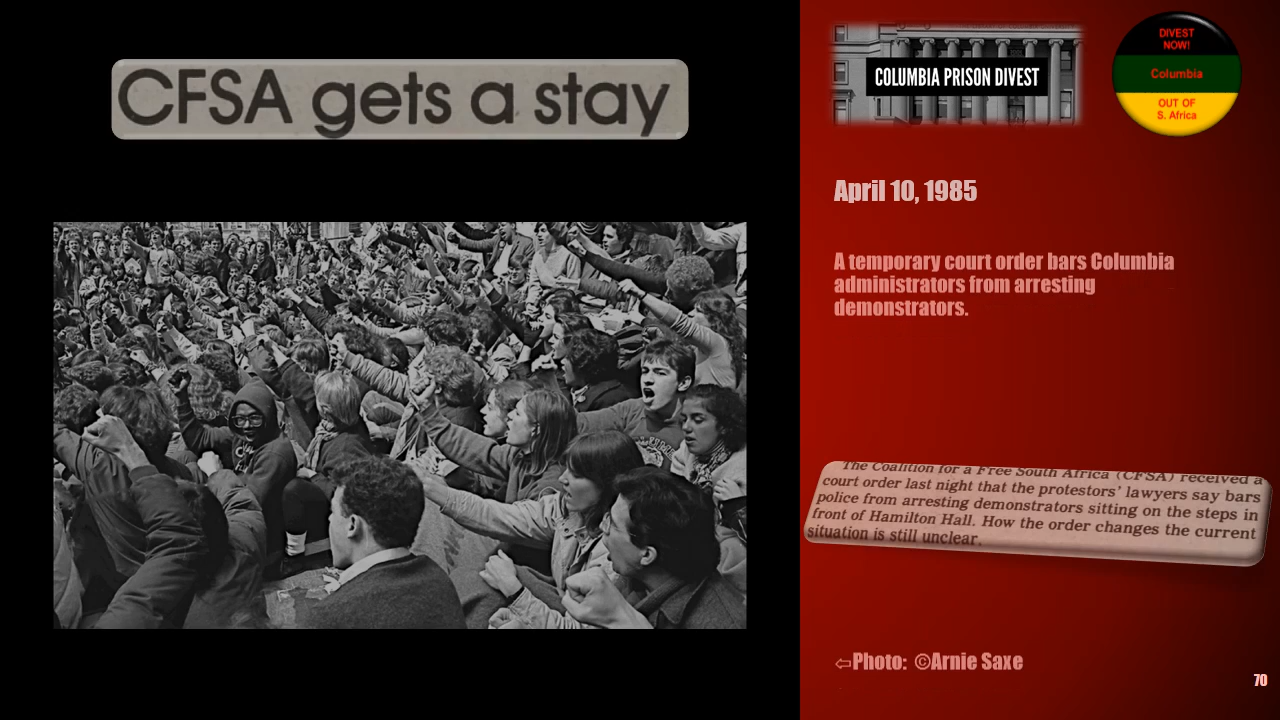 CFSA gets a stay
COLUMBIA PRISON DIVEST
DIVEST
NOW!
Columbia
OUT OF
S. Africa
April 10, 1985
A temporary court order bars Columbia
administrators from arresting
demonstrators.
The Coalition for a Free South Africa (CFSA) received a
court order last night that the protestors' lawyers say bars
police from arresting demonstrators sitting on the steps in
front of Hamilton Hall. How the order changes the current
situation is still unclear.
⇦Photo: ©Arnie Saxe
70